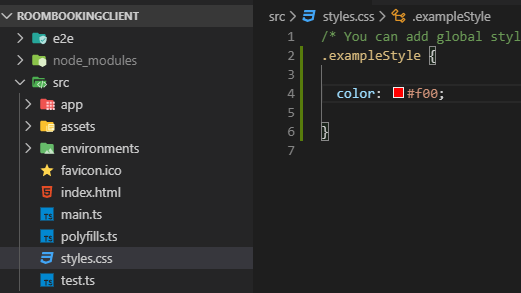 ROOMBOOKINGCLIENT
e2e
node_modules
src
app
assets
environments
favicon.ico
index.html
main.ts
polyfills.ts
styles.css
test.ts
src > styles.css > .exampleStyle
1 /* You can add global styl
2 .exampleStyle {
3
4 color: #f00;
5
6 }
7